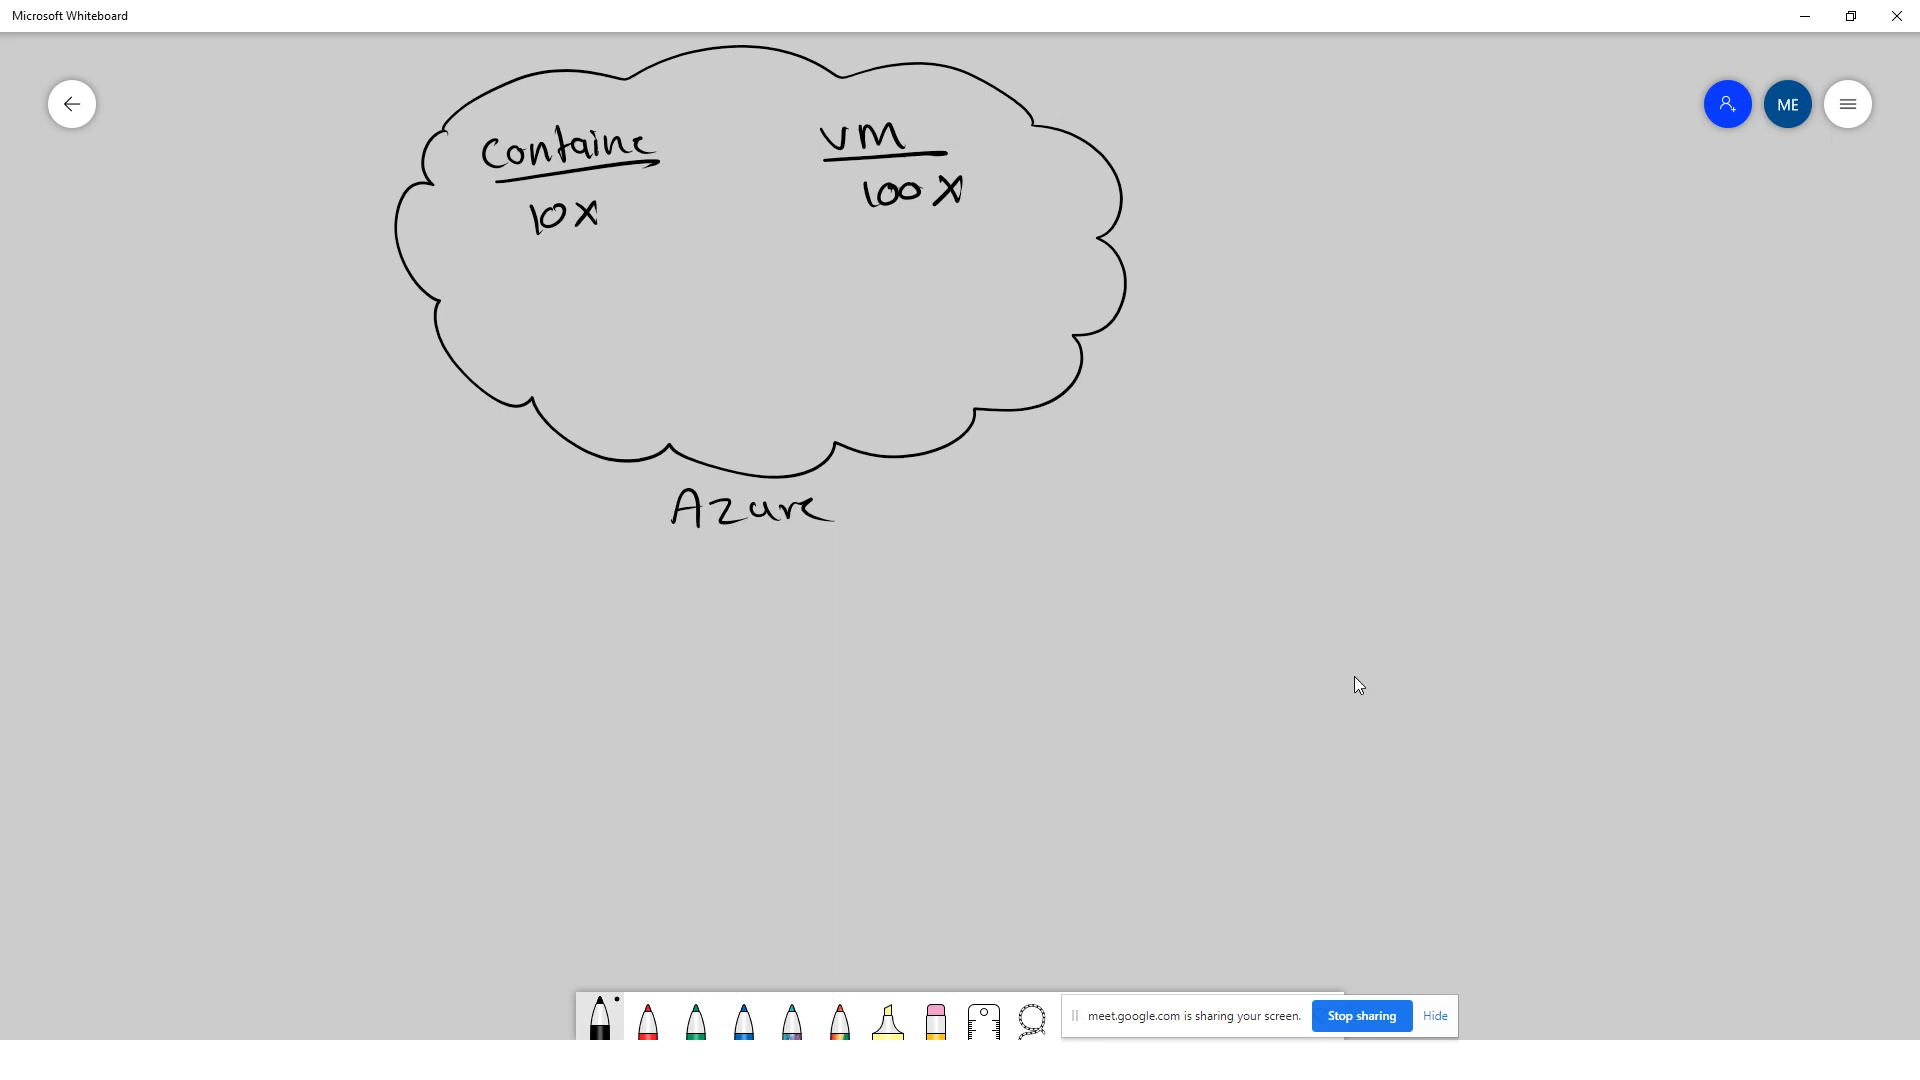 Microsoft Whiteboard
ME
Containe
VM
10X
100X
Azure
meet.google.com is sharing your screen.
Stop sharing
Hide